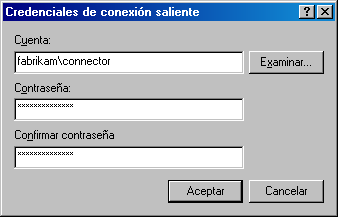 Credenciales de conexión saliente
Cuenta:
fabrikam\connector
Examinar...
Contraseña:
×××××××××××××
Confirmar contraseña
×××××××××××××
Aceptar
Cancelar